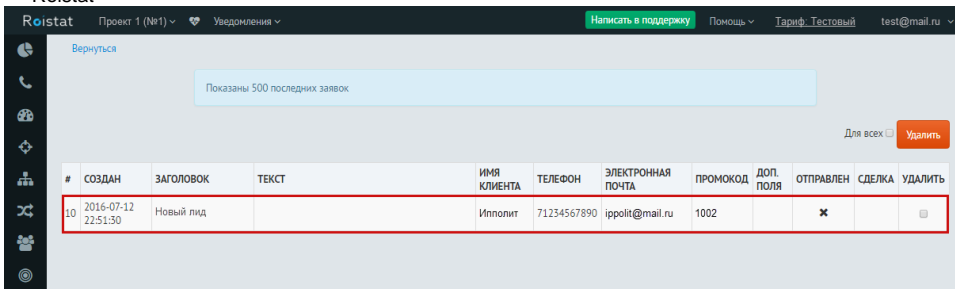 Roistat
Roistat Проект 1 (№1) Уведомления Написать в поддержку Помощь Тариф: Тестовый test@mail.ru
Вернуться
Показаны 500 последних заявок
Для всех Удалить
# СОЗДАН ЗАГОЛОВОК ТЕКСТ ИМЯ КЛИЕНТА ТЕЛЕФОН ЭЛЕКТРОННАЯ ПОЧТА ПРОМОКОД ДОП. ПОЛЯ ОТПРАВЛЕН СДЕЛКА УДАЛИТЬ
10 2016-07-12 22:51:30 Новый лид Ипполит 71234567890 ippolit@mail.ru 1002